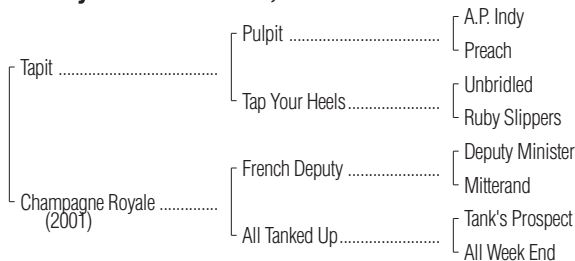 A.P. Indy
Pulpit ..........................................
Preach
Tapit ..........................................
Unbridled
Tap Your Heels..........................
Ruby Slippers
Deputy Minister
French Deputy ..........................
Mitterand
Champagne Royale ................
(2001)
Tank's Prospect
All Tanked Up............................
All Week End